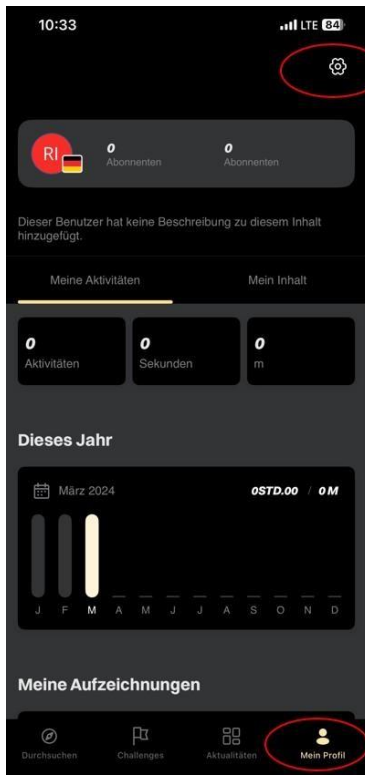 10:33
LTE 84
RI
0 0
Abonnenten Abonnenten
Dieser Benutzer hat keine Beschreibung zu diesem Inhalt
hinzugefügt.
Meine Aktivitäten Mein Inhalt
0 0 0
Aktivitäten Sekunden m
Dieses Jahr
März 2024 0STD.00 / 0 M
J F M A M J J A S O N D
Meine Aufzeichnungen
Durchsuchen Challenges Aktualitäten Mein Profil